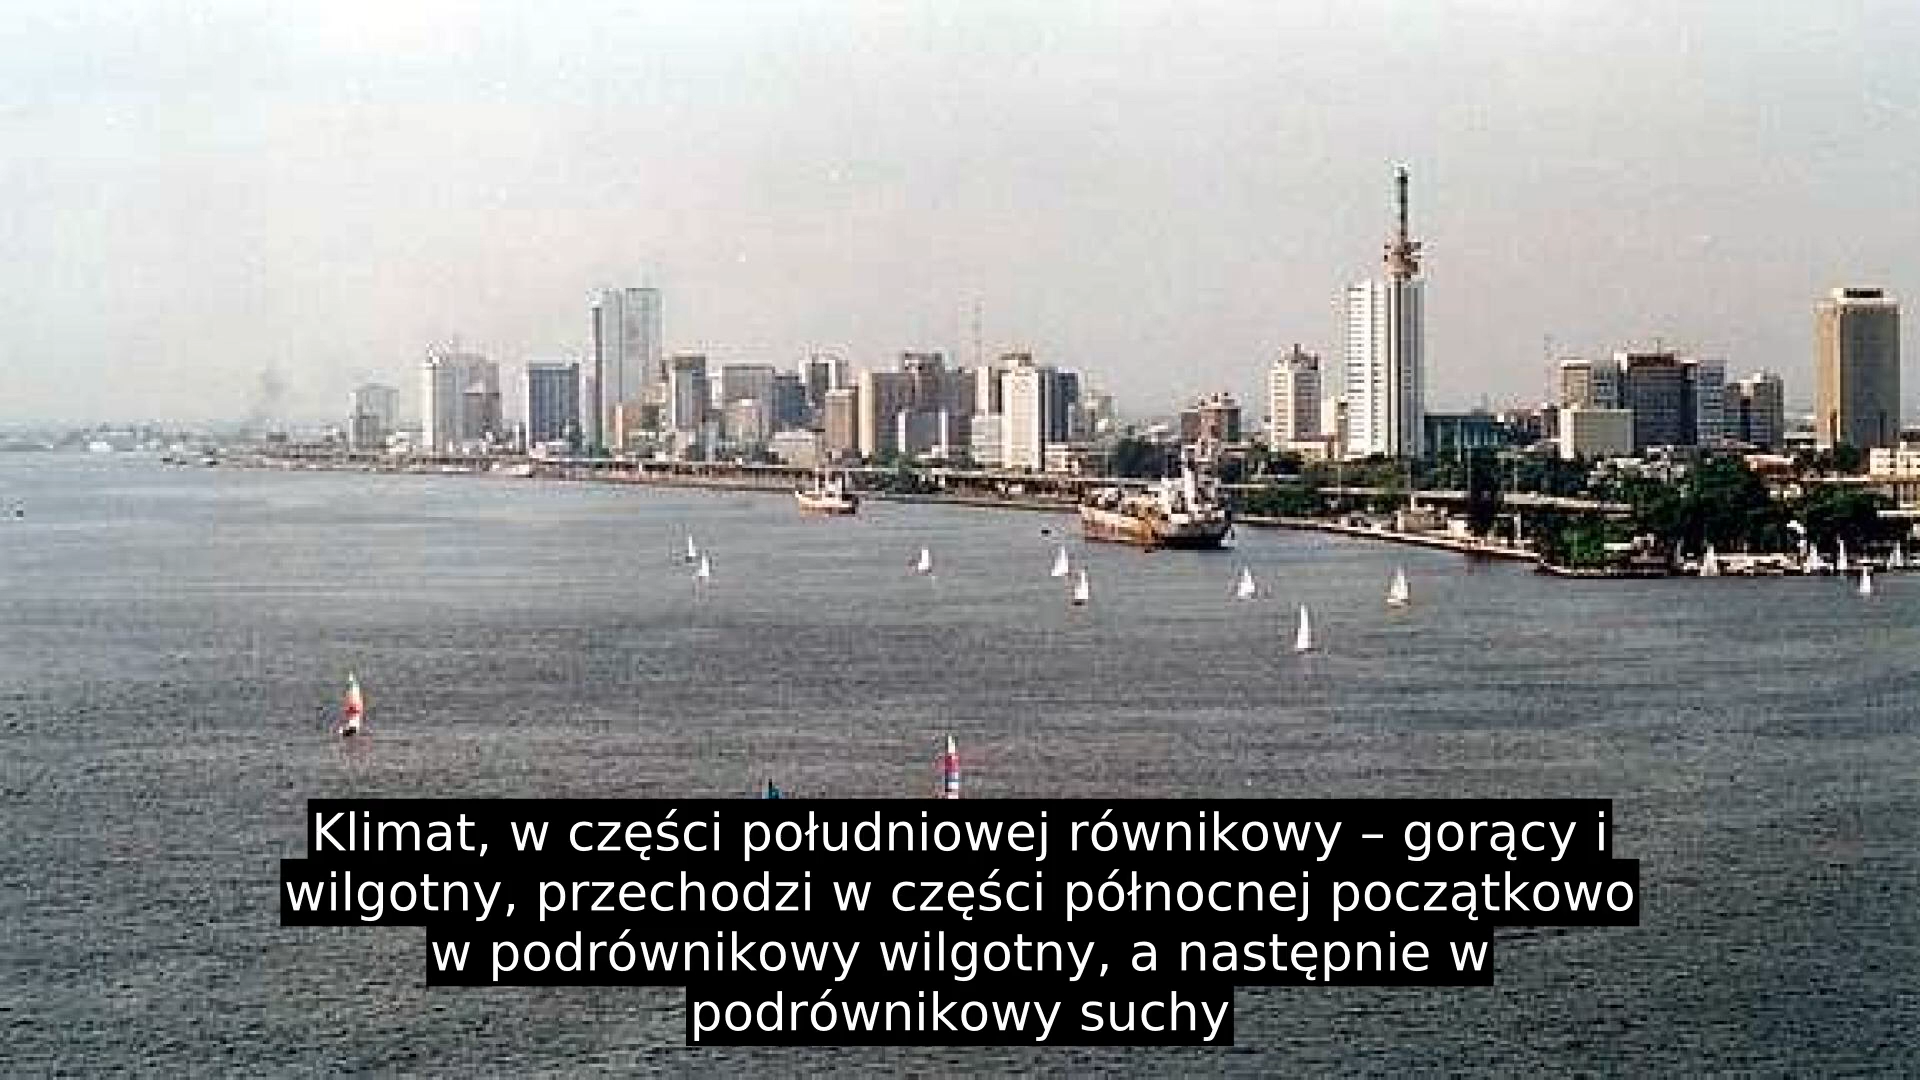 Klimat, w części południowej równikowy – gorący i
wilgotny, przechodzi w części północnej początkowo
w podrównikowy wilgotny, a następnie w
podrównikowy suchy